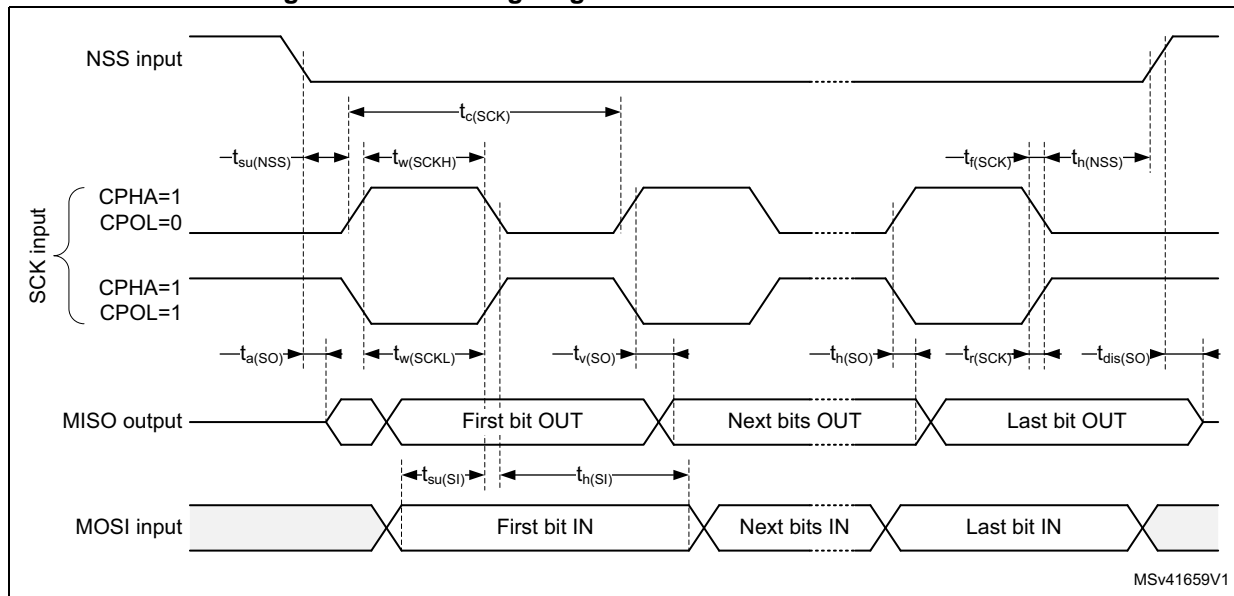 NSS input
tc(SCK)
tsu(NSS)
tw(SCKH)
tf(SCK)
th(NSS)
SCK input
CPHA=1
CPOL=0
CPHA=1
CPOL=1
ta(SO)
tw(SCKL)
tv(SO)
th(SO)
tr(SCK)
tdis(SO)
MISO output
First bit OUT
Next bits OUT
Last bit OUT
tsu(SI)
th(SI)
MOSI input
First bit IN
Next bits IN
Last bit IN
MSv41659V1